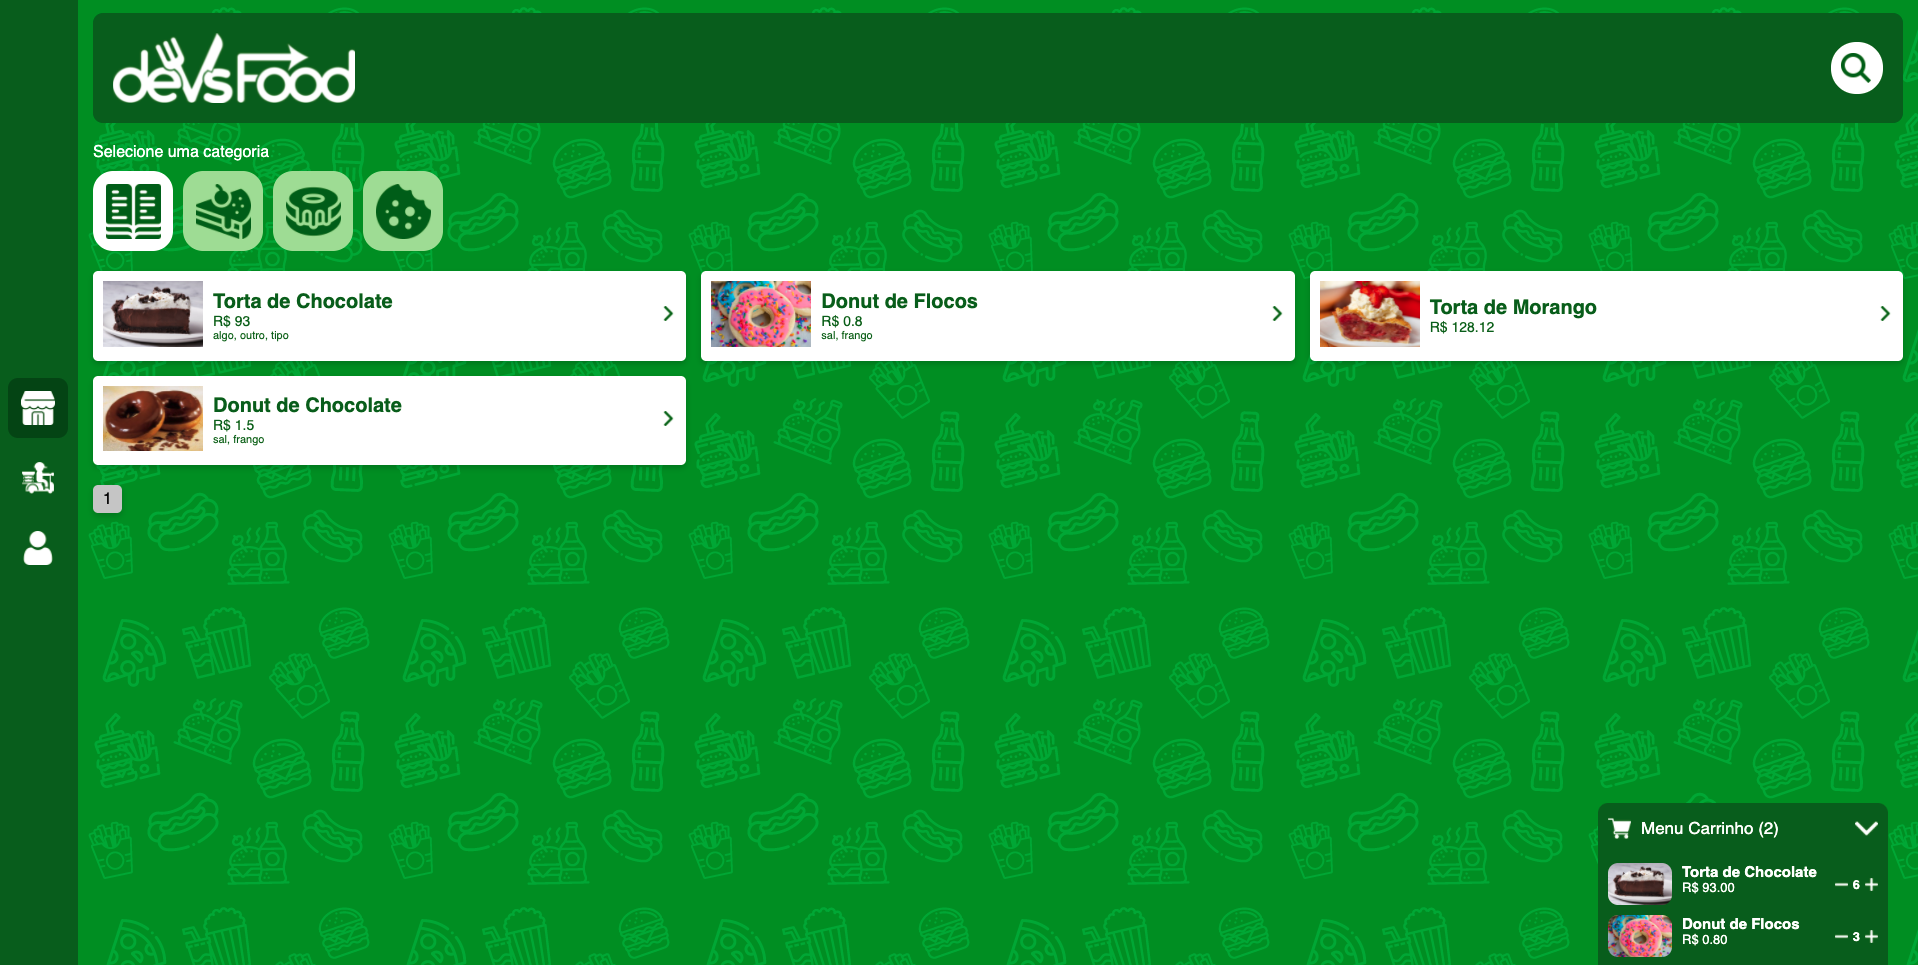 devsFood
Selecione uma categoria
Torta de Chocolate
R$ 93
algo, outro, tipo
Donut de Flocos
R$ 0.8
sal, frango
Torta de Morango
R$ 128.12
Donut de Chocolate
R$ 1.5
sal, frango
1
Menu Carrinho (2)
Torta de Chocolate
R$ 93.00
6
Donut de Flocos
R$ 0.80
3